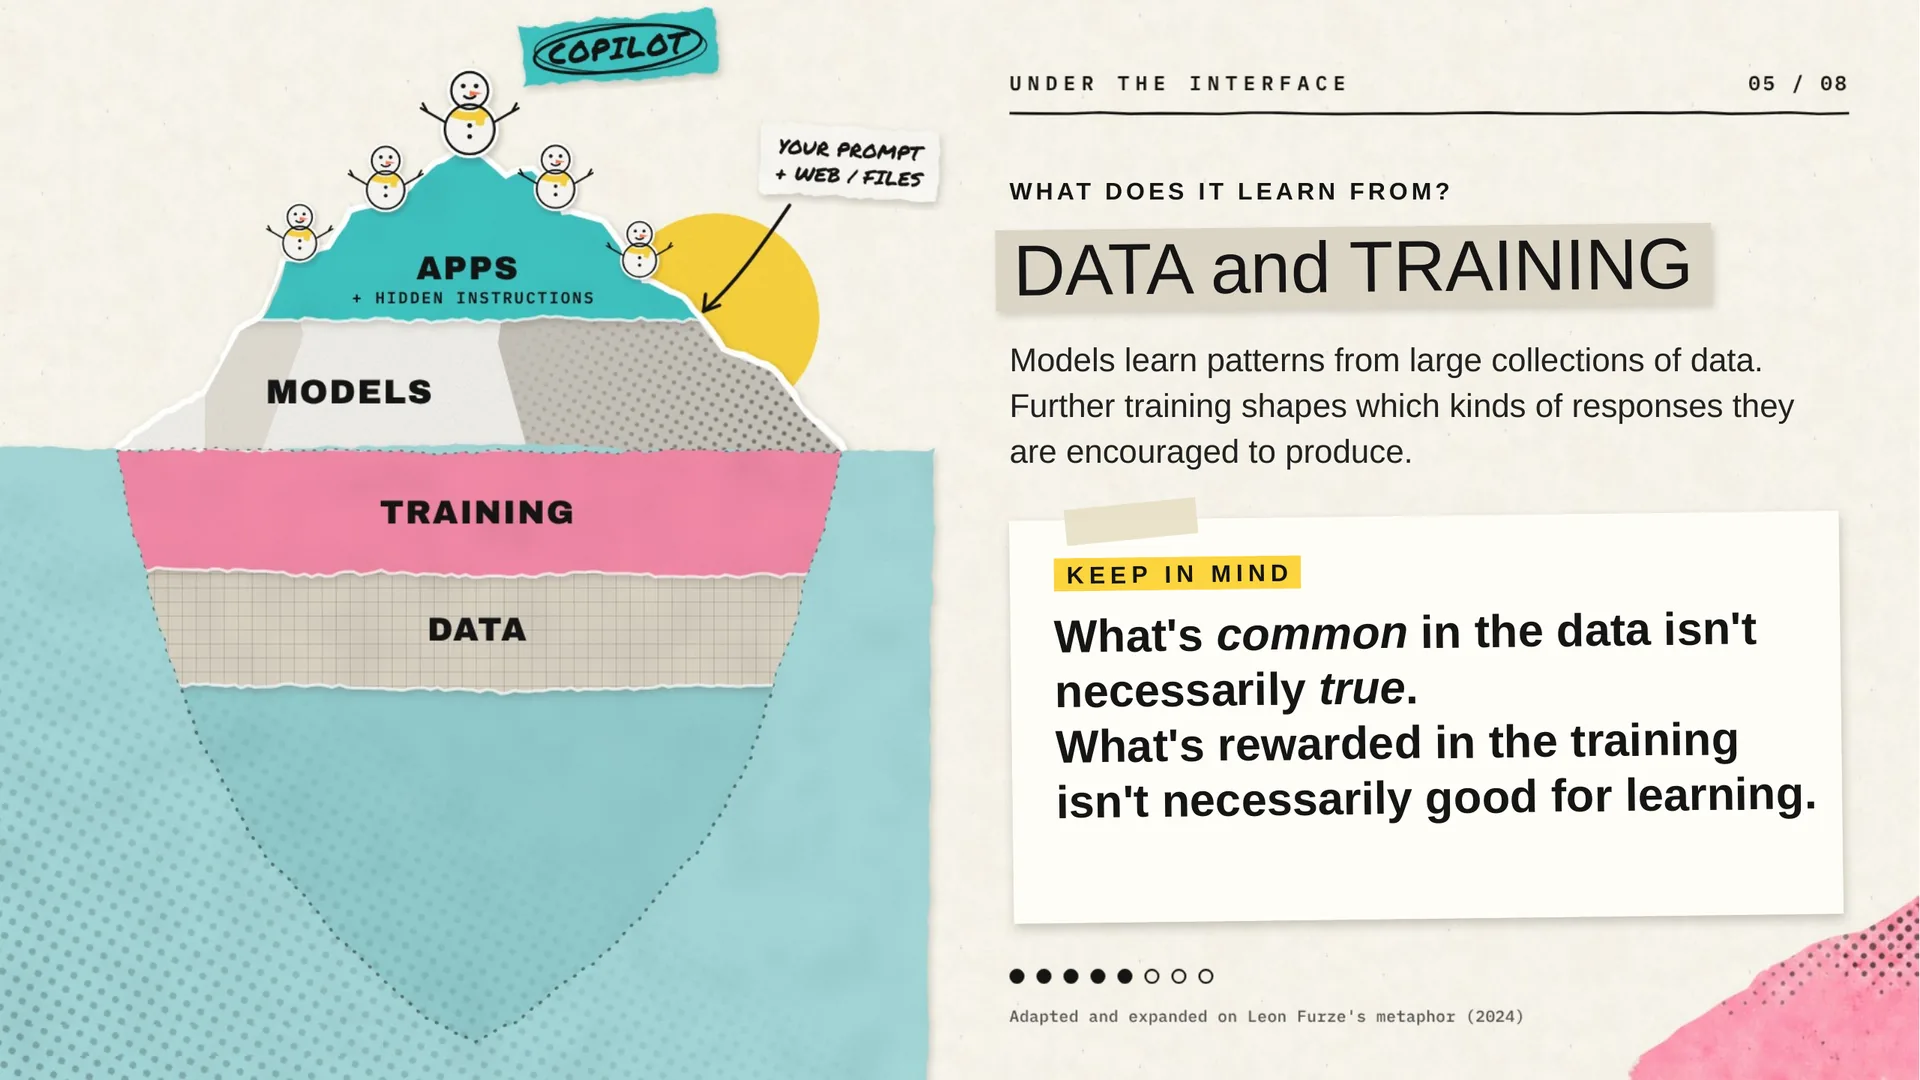 COPILOT
YOUR PROMPT
+ WEB / FILES
APPS
+ HIDDEN INSTRUCTIONS
MODELS
TRAINING
DATA
UNDER THE INTERFACE
05 / 08
WHAT DOES IT LEARN FROM?
DATA and TRAINING
Models learn patterns from large collections of data.
Further training shapes which kinds of responses they
are encouraged to produce.
KEEP IN MIND
What's common in the data isn't
necessarily true.
What's rewarded in the training
isn't necessarily good for learning.
Adapted and expanded on Leon Furze's metaphor (2024)